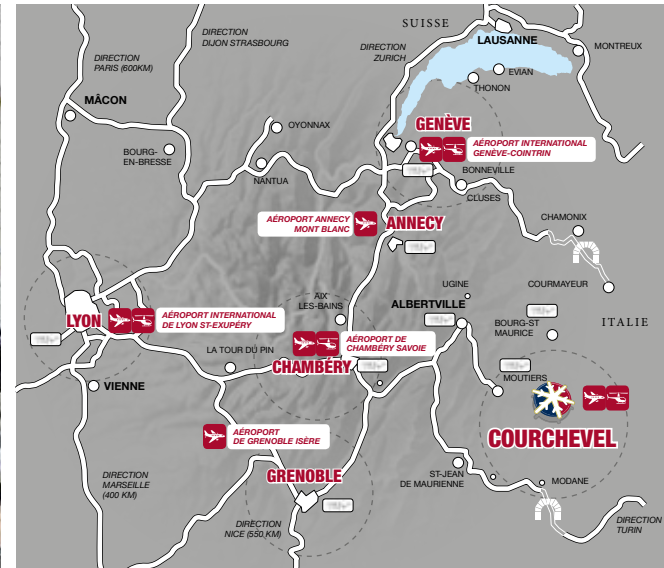 SUISSE
LAUSANNE
DIRECTION
DIJON STRASBOURG
DIRECTION
ZURICH
MONTREUX
DIRECTION
PARIS (600KM)
EVIAN
THONON
MÂCON
GENÈVE
OYONNAX
AÉROPORT INTERNATIONAL
GENÈVE-COINTRIN
BOURG-
EN-BRESSE
NANTUA
BONNEVILLE
CLUSES
AÉROPORT ANNECY
MONT BLANC
ANNECY
CHAMONIX
UGINE
COURMAYEUR
AIX
LES-BAINS
ALBERTVILLE
LYON
AÉROPORT INTERNATIONAL
DE LYON ST-EXUPÉRY
BOURG-ST
MAURICE
ITALIE
AÉROPORT DE
CHAMBÉRY SAVOIE
LA TOUR DU PIN
CHAMBÉRY
MOUTIERS
VIENNE
AÉROPORT
DE GRENOBLE ISÈRE
COURCHEVEL
GRENOBLE
DIRECTION
MARSEILLE
(400 KM)
ST-JEAN
DE MAURIENNE
MODANE
DIRECTION
NICE (550 KM)
DIRECTION
TURIN